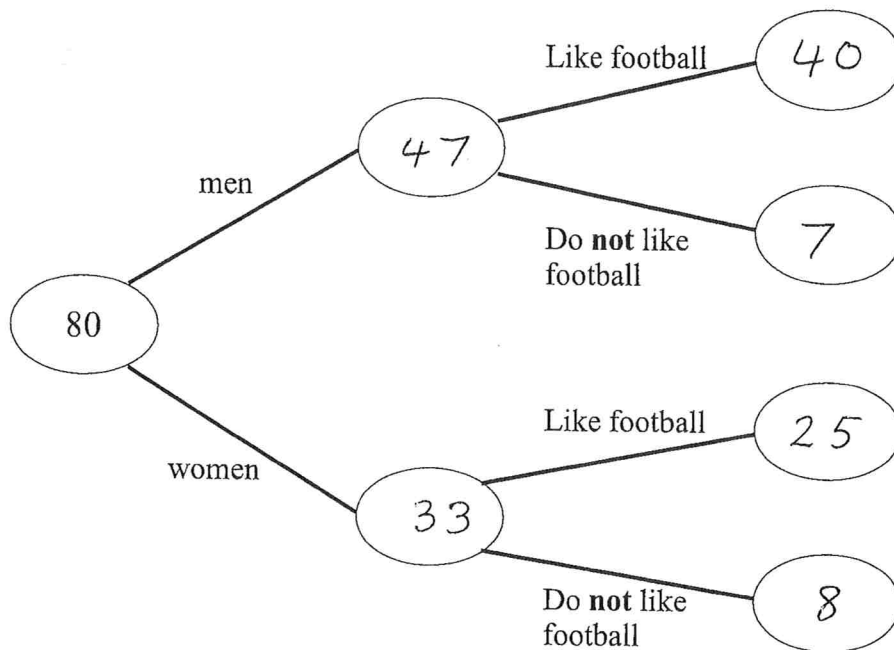 Like football
40
47
men
Do not like
football
7
80
Like football
25
women
33
Do not like
football
8